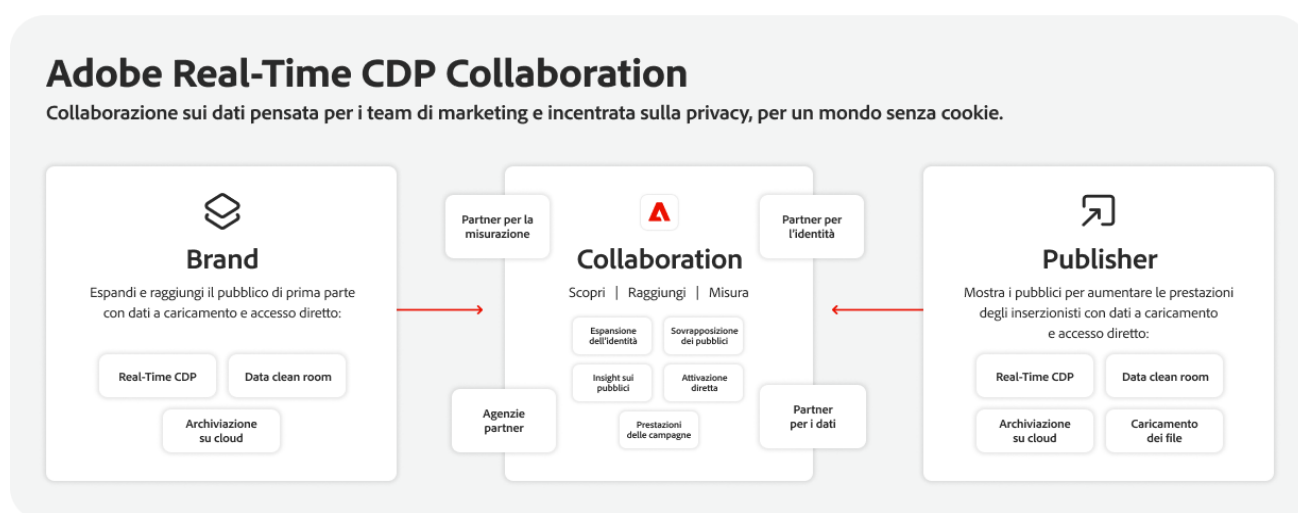 Adobe Real-Time CDP Collaboration
Collaborazione sui dati pensata per i team di marketing e incentrata sulla privacy, per un mondo senza cookie.
Brand
Espandi e raggiungi il pubblico di prima parte
con dati a caricamento e accesso diretto:
Real-Time CDP
Data clean room
Archiviazione
su cloud
Partner per la
misurazione
Agenzie
partner
Collaboration
Scopri | Raggiungi | Misura
Espansione
dell'identità
Sovrapposizione
dei pubblici
Insight sui
pubblici
Attivazione
diretta
Prestazioni
delle campagne
Partner per
l'identità
Partner
per i dati
Publisher
Mostra i pubblici per aumentare le prestazioni
degli inserzionisti con dati a caricamento
e accesso diretto:
Real-Time CDP
Data clean room
Archiviazione
su cloud
Caricamento
dei file